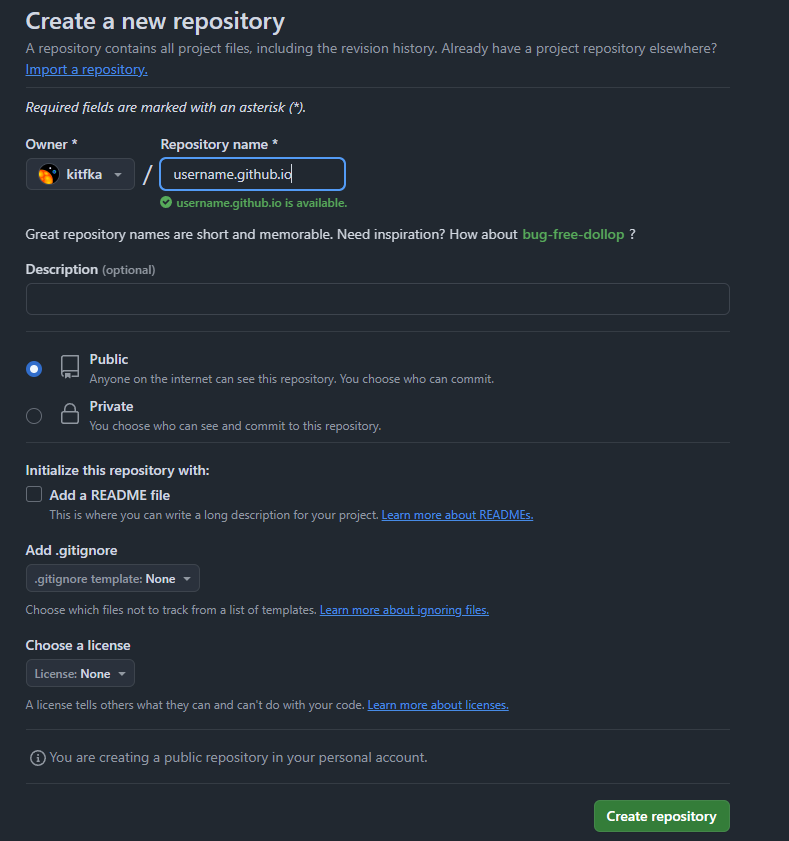 Create a new repository
A repository contains all project files, including the revision history. Already have a project repository elsewhere?
Import a repository.
Required fields are marked with an asterisk (*).
Owner * Repository name *
kitfka / username.github.io
username.github.io is available.
Great repository names are short and memorable. Need inspiration? How about bug-free-dollop ?
Description (optional)
Public
Anyone on the internet can see this repository. You choose who can commit.
Private
You choose who can see and commit to this repository.
Initialize this repository with:
Add a README file
This is where you can write a long description for your project. Learn more about READMEs.
Add .gitignore
.gitignore template: None
Choose which files not to track from a list of templates. Learn more about ignoring files.
Choose a license
License: None
A license tells others what they can and can't do with your code. Learn more about licenses.
You are creating a public repository in your personal account.
Create repository